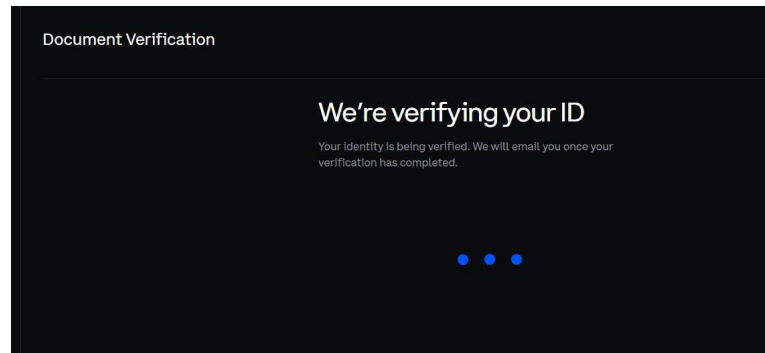 Document Verification
We're verifying your ID
Your identity is being verified. We will email you once your
verification has completed.